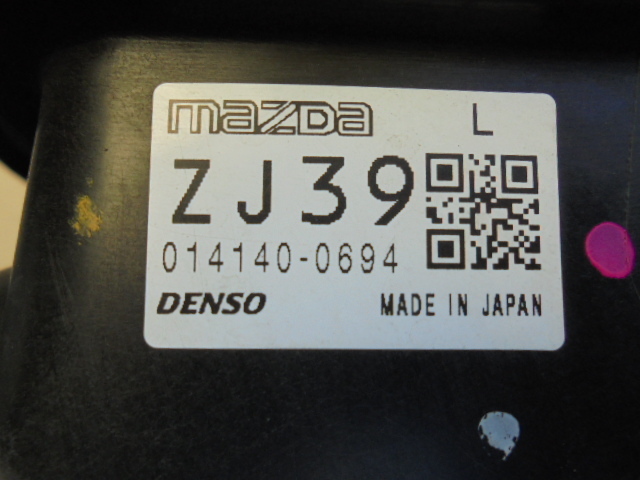 mazda L
ZJ39
014140-0694
DENSO MADE IN JAPAN